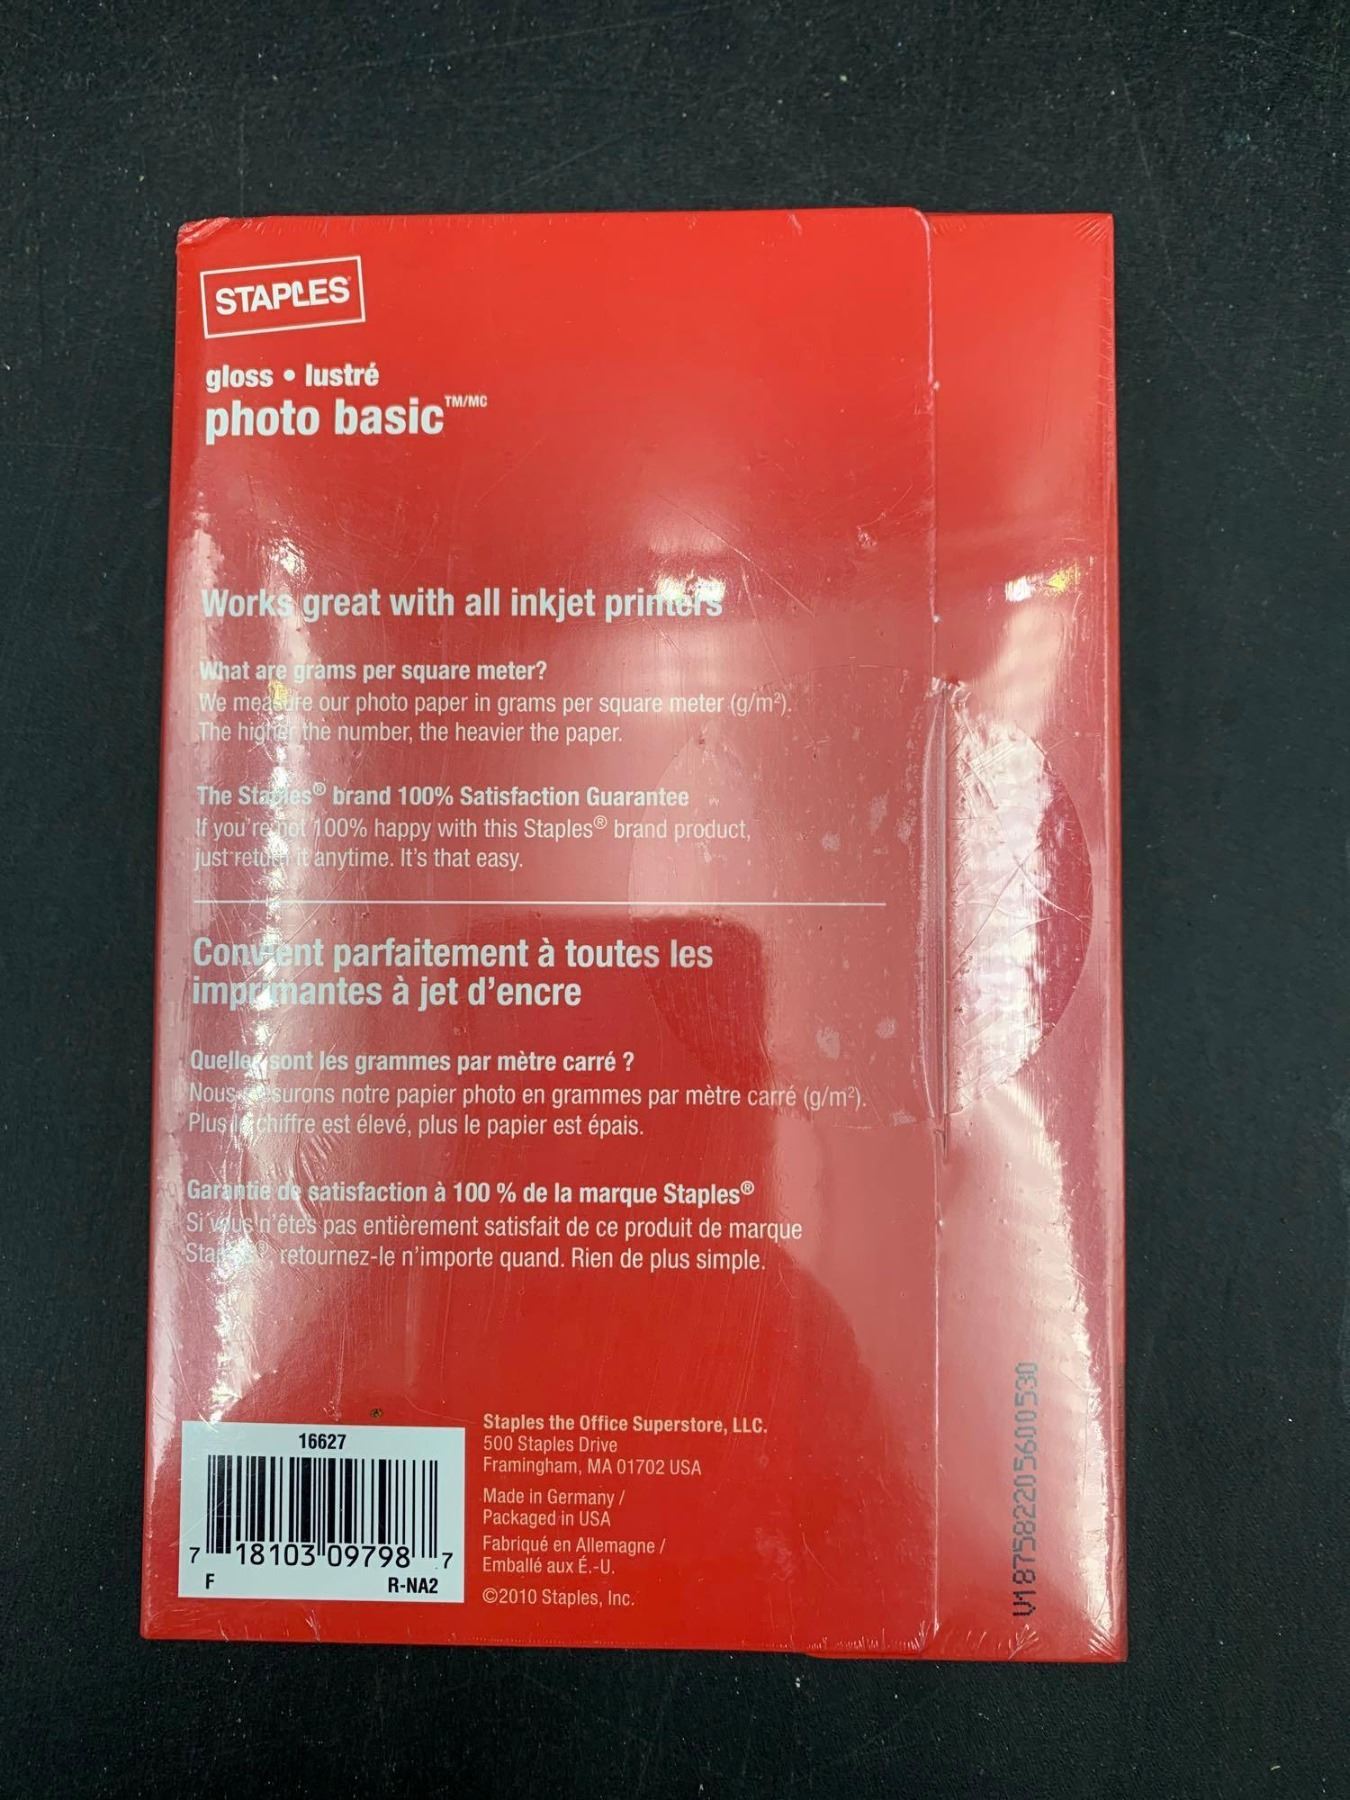 STAPLES
gloss • lustré
photo basic™/MC
Works great with all inkjet printers
What are grams per square meter?
We measure our photo paper in grams per square meter (g/m²).
The higher the number, the heavier the paper.
The Staples® brand 100% Satisfaction Guarantee
If you're not 100% happy with this Staples® brand product,
just return it anytime. It's that easy.
Convient parfaitement à toutes les
imprimantes à jet d'encre
Quelles sont les grammes par mètre carré ?
Nous mesurons notre papier photo en grammes par mètre carré (g/m²).
Plus le chiffre est élevé, plus le papier est épais.
Garantie de satisfaction à 100 % de la marque Staples®
Si vous n'êtes pas entièrement satisfait de ce produit de marque
Staples®, retournez-le n'importe quand. Rien de plus simple.
16627
7 18103 09798 7
F R-NA2
Staples the Office Superstore, LLC.
500 Staples Drive
Framingham, MA 01702 USA
Made in Germany /
Packaged in USA
Fabriqué en Allemagne /
Emballé aux É.-U.
©2010 Staples, Inc.
V187582205600530